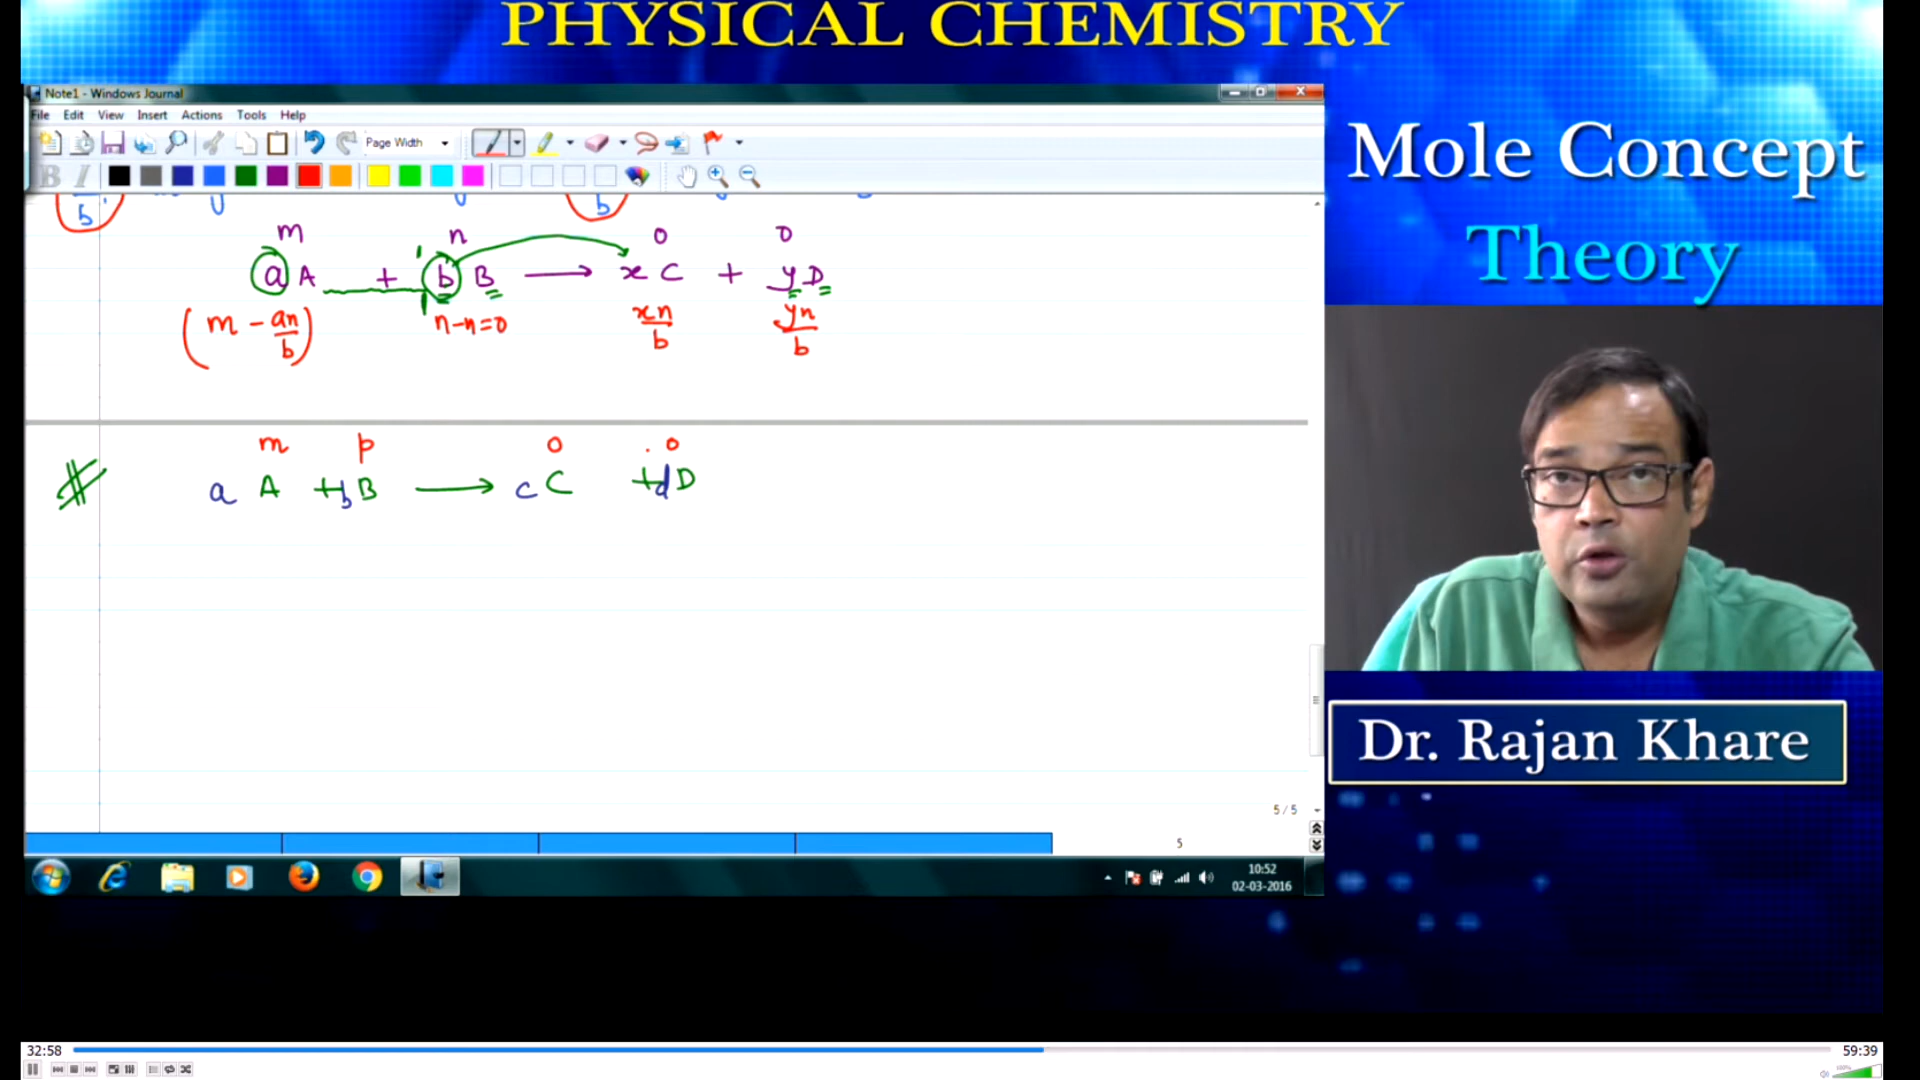 PHYSICAL CHEMISTRY
Note1 - Windows Journal
File Edit View Insert Actions Tools Help
Page Width
B I
b b
m n o o
a A + b B → x C + y D
(m - an/b) n-n=0 xn/b yn/b
m p o o
# a A + b B → c C + d D
5 / 5
5
10:52
02-03-2016
Mole Concept
Theory
Dr. Rajan Khare
32:58
59:39
100%